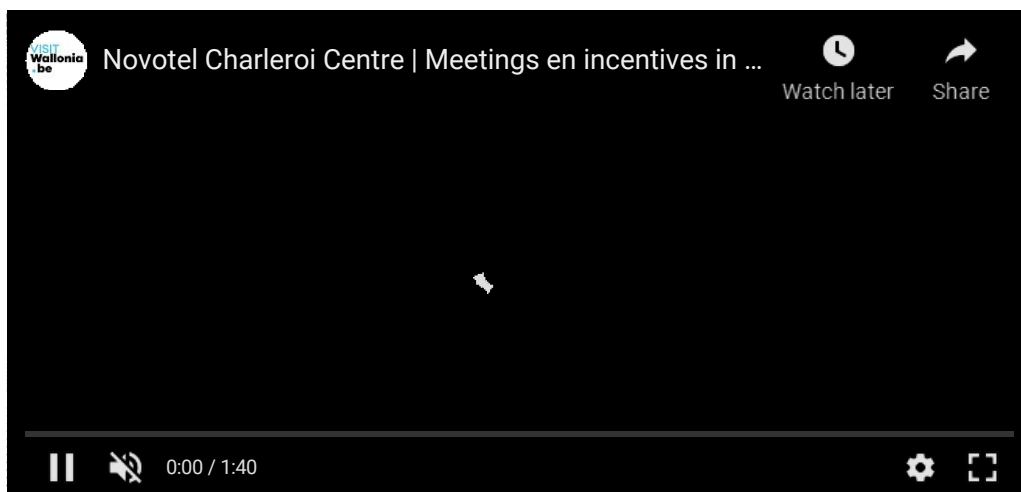 VISIT
Wallonia
.be
Novotel Charleroi Centre | Meetings en incentives in ...
Watch later
Share
0:00 / 1:40